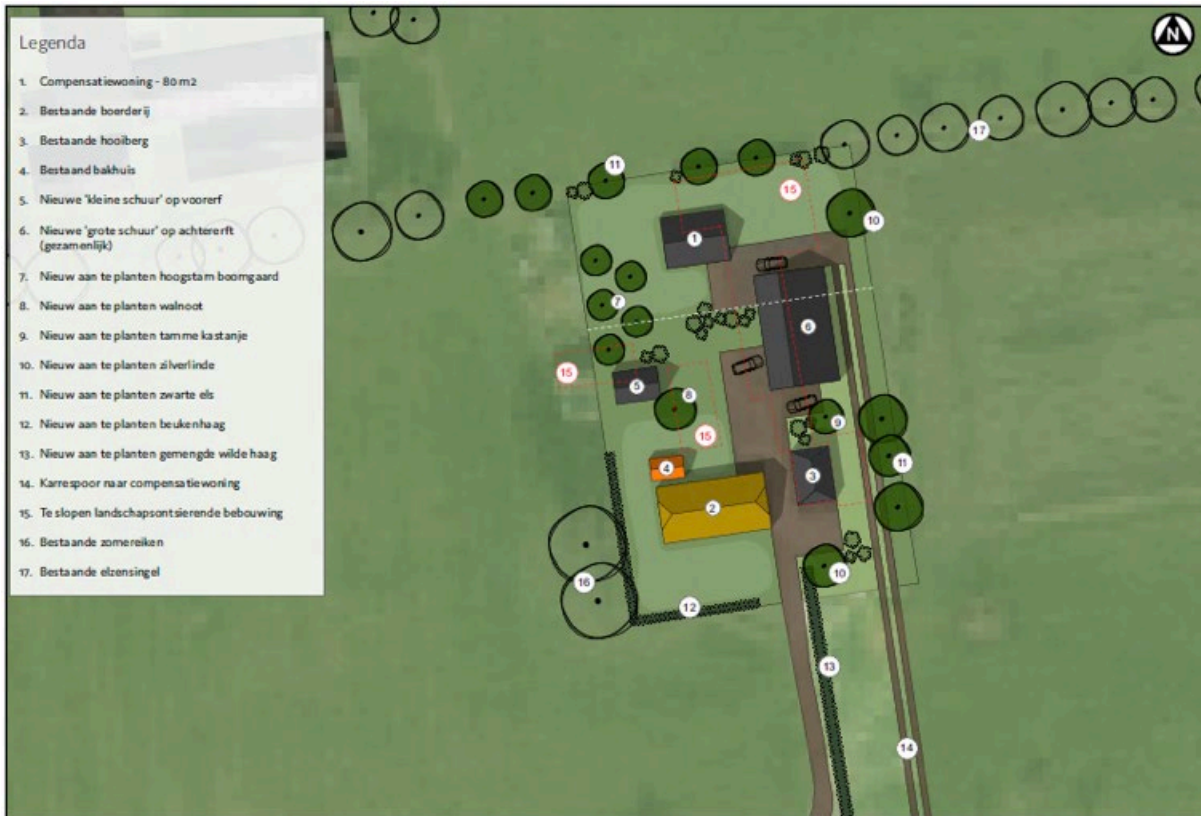 Legenda
1. Compensatiewoning - 80 m2
2. Bestaande boerderij
3. Bestaande hooiberg
4. Bestaand bakhuis
5. Nieuwe 'kleine schuur' op voorerf
6. Nieuwe 'grote schuur' op achtererft
(gezamenlijk)
7. Nieuw aan te planten hoogstam boomgaard
8. Nieuw aan te planten walnoot
9. Nieuw aan te planten tamme kastanje
10. Nieuw aan te planten zilverlinde
11. Nieuw aan te planten zwarte els
12. Nieuw aan te planten beukenhaag
13. Nieuw aan te planten gemengde wilde haag
14. Karrespoor naar compensatiewoning
15. Te slopen landschapsontsierende bebouwing
16. Bestaande zomereiken
17. Bestaande elzensingel
N
17
11
15
10
1
7
6
15
5
8
15
9
4
11
3
2
10
16
12
13
14